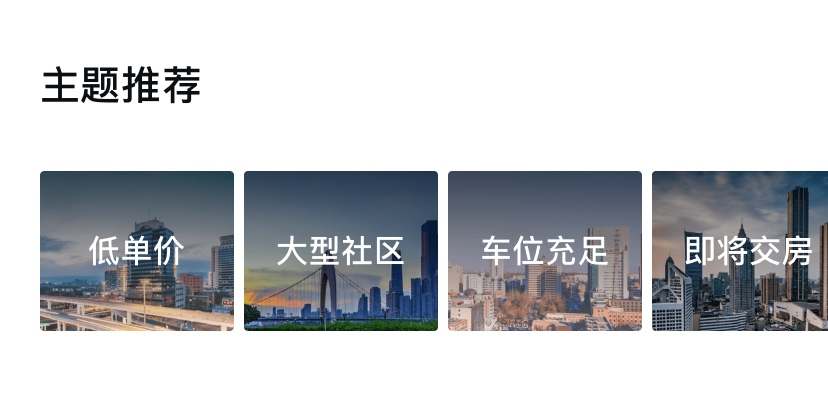 主题推荐
低单价
大型社区
车位充足
即将交房